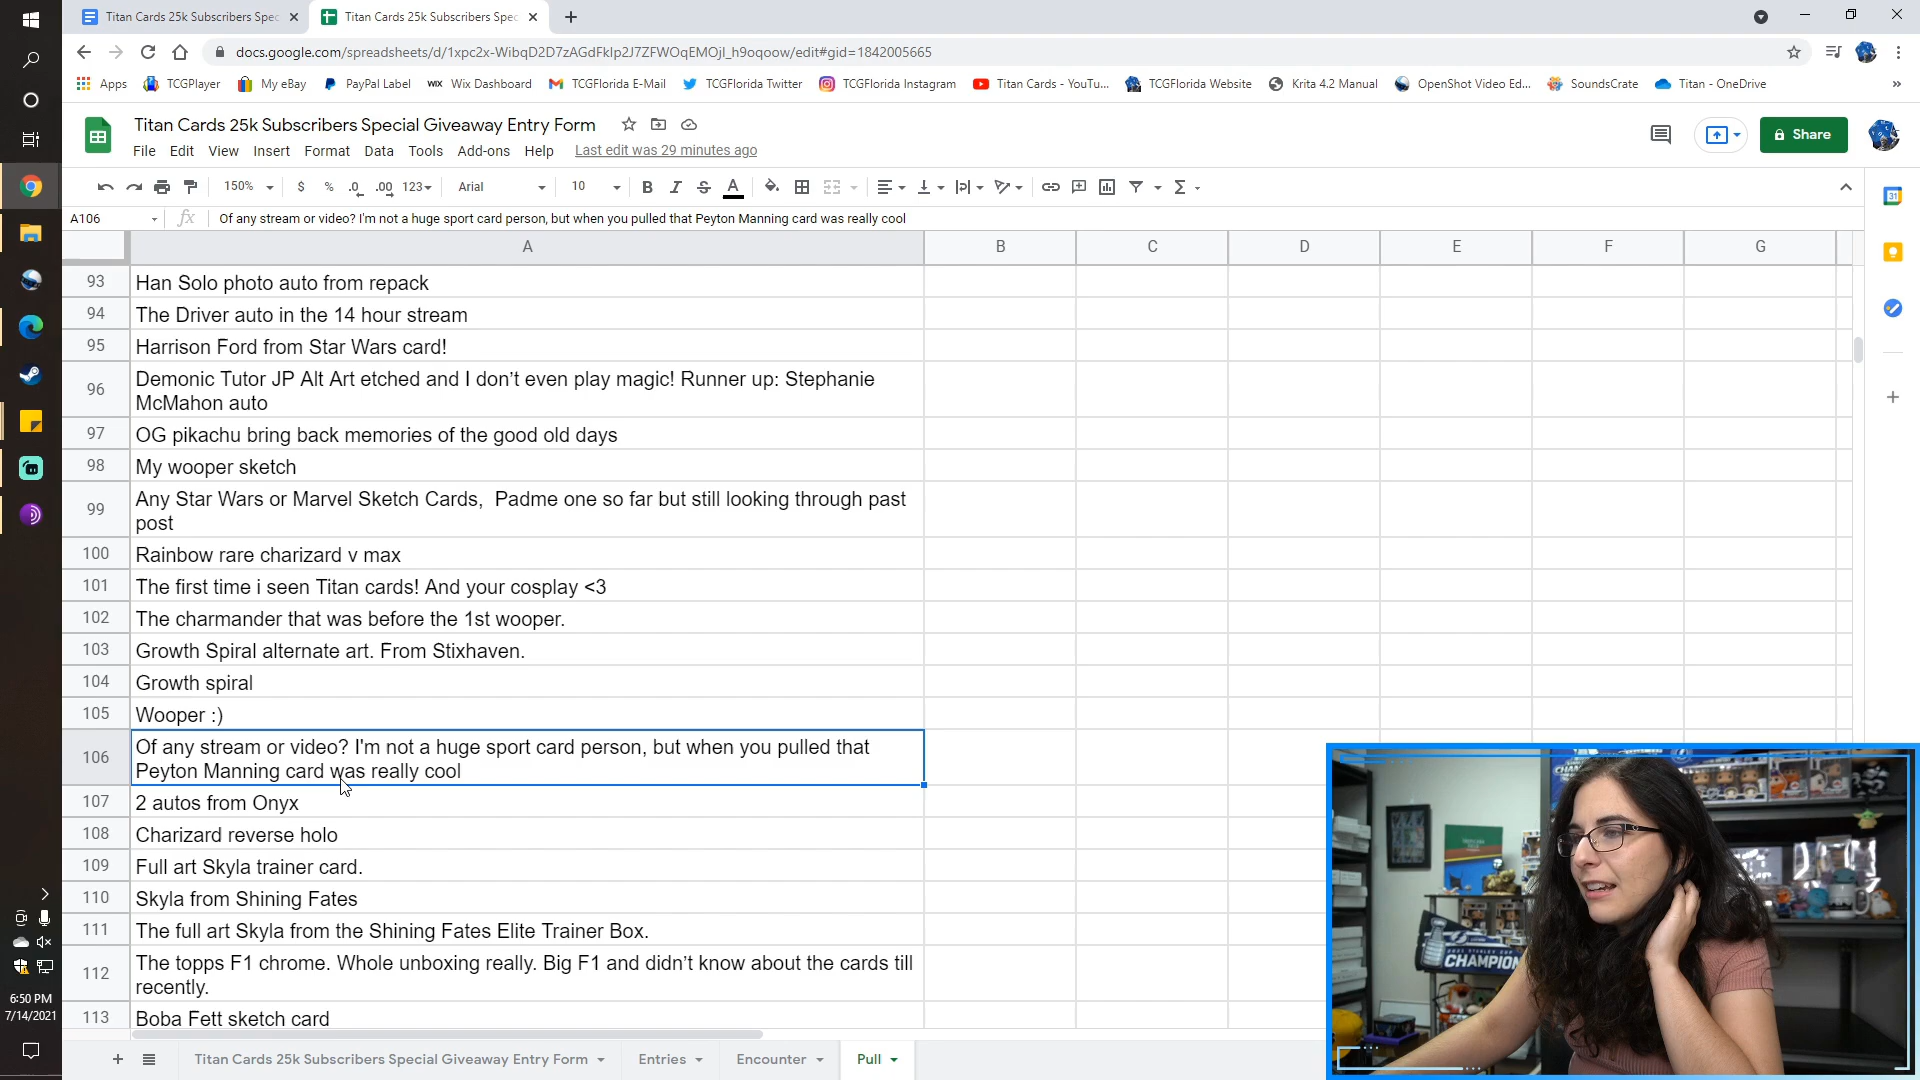 Titan Cards 25k Subscribers Spec
Titan Cards 25k Subscribers Spec
docs.google.com/spreadsheets/d/1xpc2x-WibqD2D7zAGdFkIp2J7ZFWOqEMOjl_h9oqoow/edit#gid=1842005665
Apps
TCGPlayer
My eBay
PayPal Label
WIX Wix Dashboard
TCGFlorida E-Mail
TCGFlorida Twitter
TCGFlorida Instagram
Titan Cards - YouTu...
TCGFlorida Website
Krita 4.2 Manual
OpenShot Video Ed...
SoundsCrate
Titan - OneDrive
»
Titan Cards 25k Subscribers Special Giveaway Entry Form
Share
File Edit View Insert Format Data Tools Add-ons Help Last edit was 29 minutes ago
150% $ % .0 .00 123 Arial 10 B I S A
31
A106 fx Of any stream or video? I'm not a huge sport card person, but when you pulled that Peyton Manning card was really cool
A B C D E F G
93 Han Solo photo auto from repack
94 The Driver auto in the 14 hour stream
95 Harrison Ford from Star Wars card!
96 Demonic Tutor JP Alt Art etched and I don't even play magic! Runner up: Stephanie
McMahon auto
97 OG pikachu bring back memories of the good old days
98 My wooper sketch
99 Any Star Wars or Marvel Sketch Cards, Padme one so far but still looking through past
post
100 Rainbow rare charizard v max
101 The first time i seen Titan cards! And your cosplay <3
102 The charmander that was before the 1st wooper.
103 Growth Spiral alternate art. From Stixhaven.
104 Growth spiral
105 Wooper :)
106 Of any stream or video? I'm not a huge sport card person, but when you pulled that
Peyton Manning card was really cool
107 2 autos from Onyx
108 Charizard reverse holo
109 Full art Skyla trainer card.
110 Skyla from Shining Fates
111 The full art Skyla from the Shining Fates Elite Trainer Box.
112 The topps F1 chrome. Whole unboxing really. Big F1 and didn't know about the cards till
recently.
113 Boba Fett sketch card
CHAMPION
6:50 PM
7/14/2021
Titan Cards 25k Subscribers Special Giveaway Entry Form
Entries
Encounter
Pull